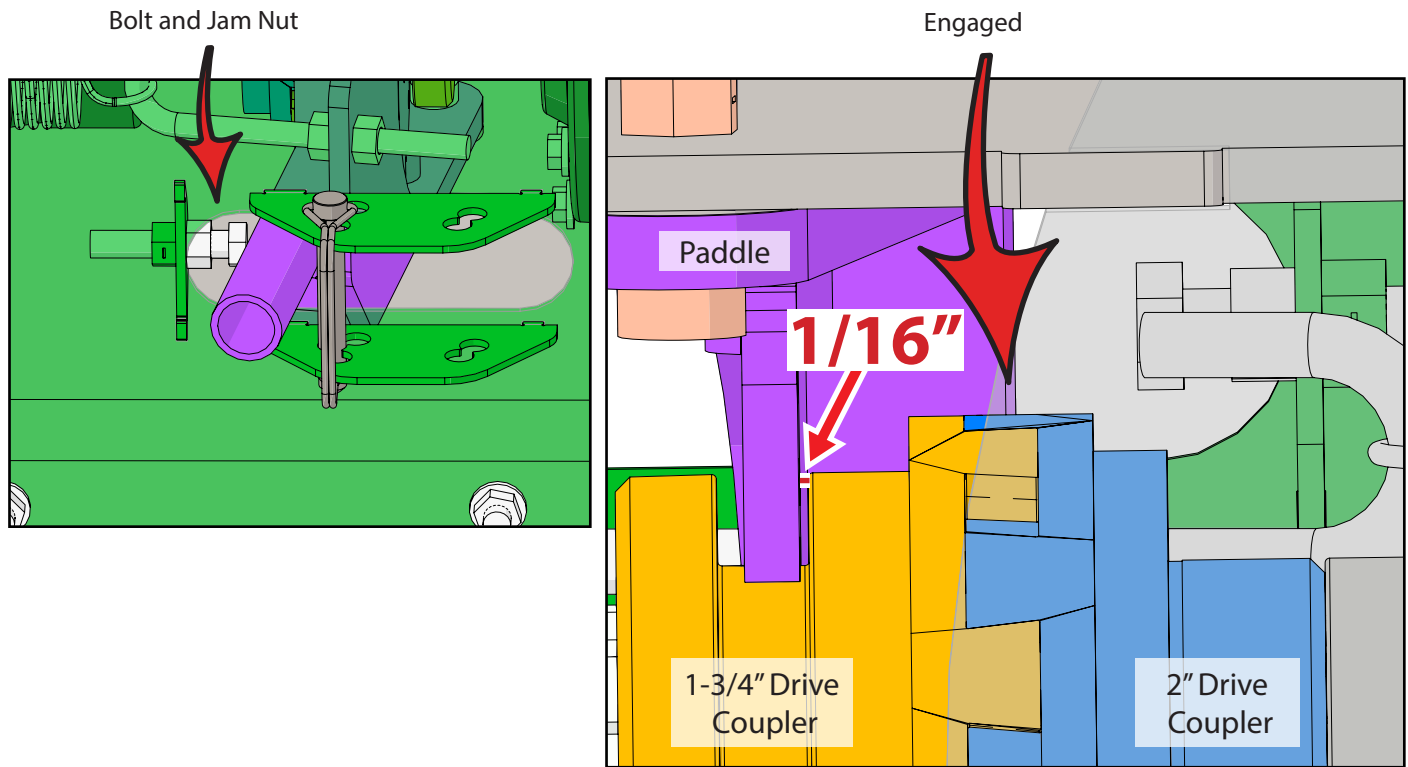 Bolt and Jam Nut
Engaged
Paddle
1/16”
1-3/4” Drive
Coupler
2” Drive
Coupler